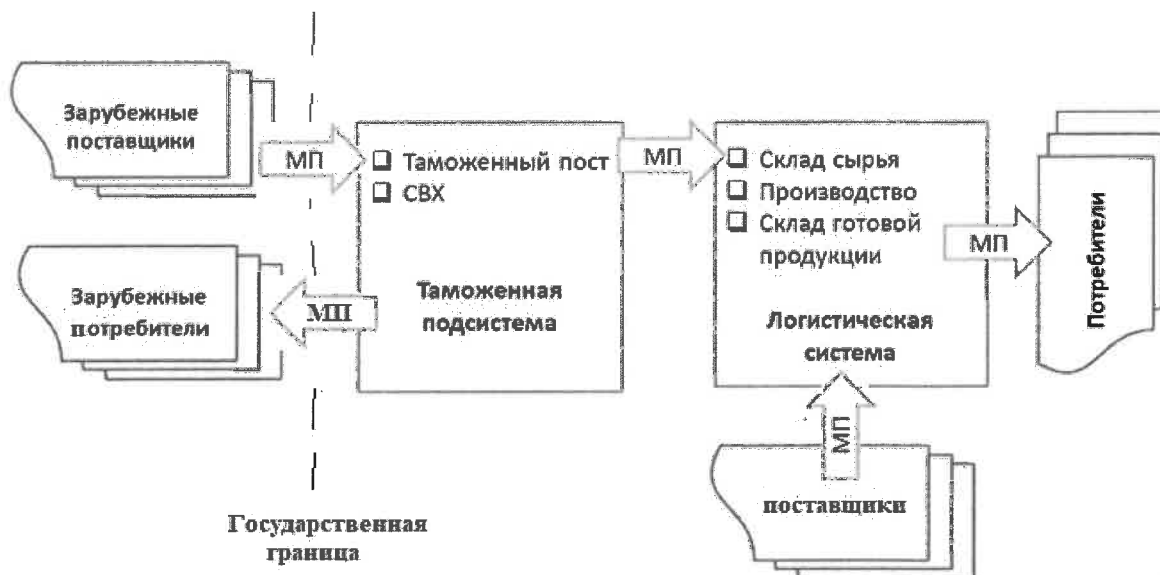 Зарубежные
поставщики
МП
❑ Таможенный пост
❑ СВХ
Таможенная
подсистема
МП
❑ Склад сырья
❑ Производство
❑ Склад готовой
продукции
Логистическая
система
МП
Потребители
Зарубежные
потребители
МП
МП
поставщики
Государственная
граница